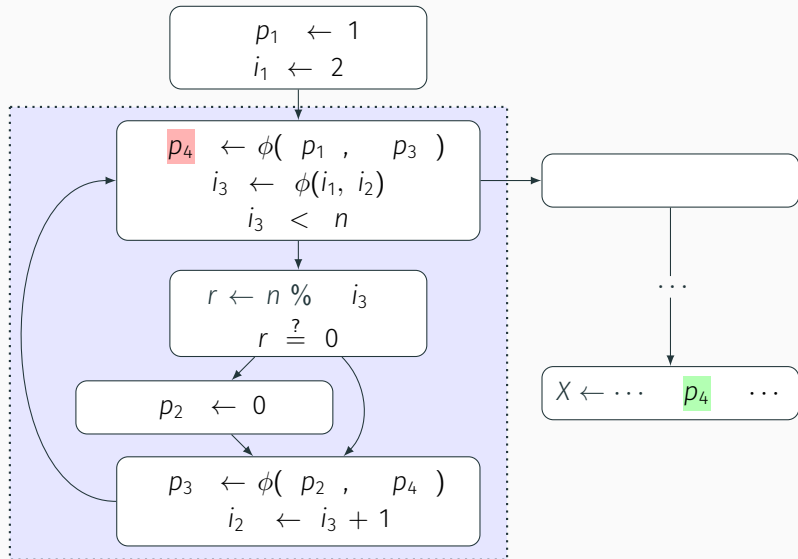 p₁ ← 1
i₁ ← 2
p₄ ← ϕ( p₁ , p₃ )
i₃ ← ϕ(i₁, i₂)
i₃ < n
r ← n % i₃
r ≟ 0
p₂ ← 0
p₃ ← ϕ( p₂ , p₄ )
i₂ ← i₃ + 1
···
X ← ··· p₄ ···